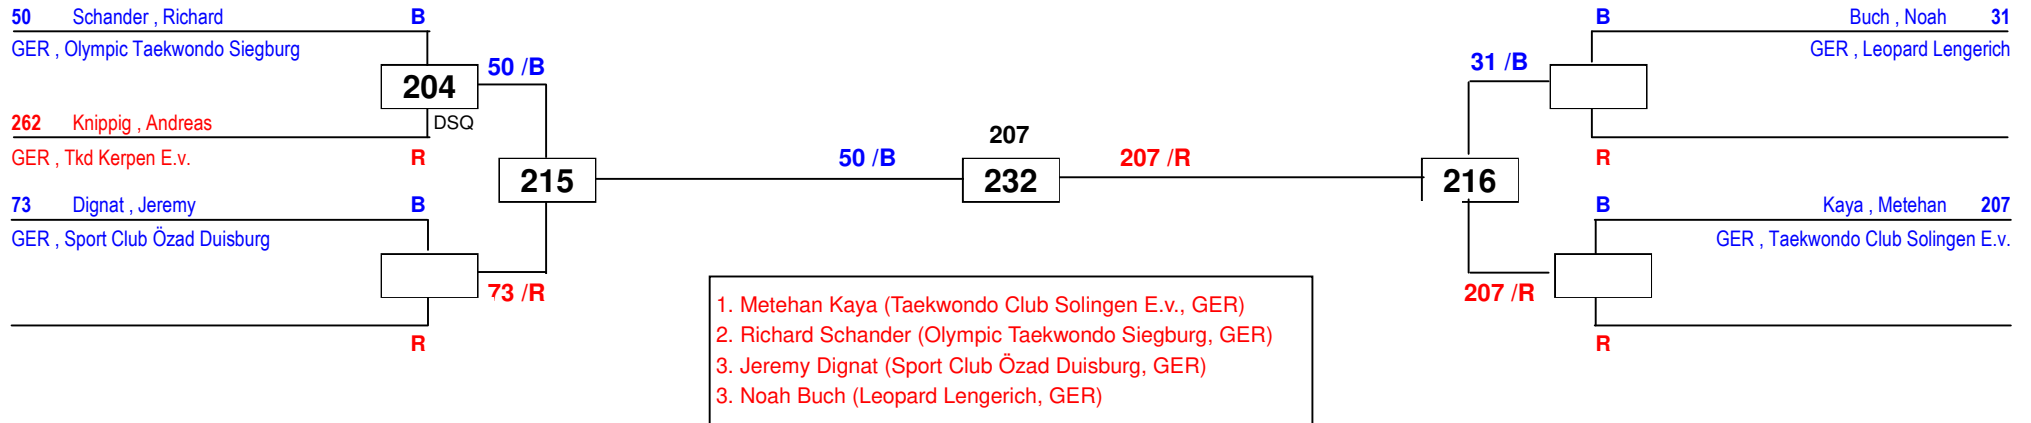 50 Schander , Richard B
GER , Olympic Taekwondo Siegburg
204
50 /B
262 Knippig , Andreas
DSQ
GER , Tkd Kerpen E.v. R
215
73 Dignat , Jeremy B
GER , Sport Club Özad Duisburg
73 /R
R
50 /B
207
232
207 /R
B Buch , Noah 31
GER , Leopard Lengerich
31 /B
R
216
B Kaya , Metehan 207
GER , Taekwondo Club Solingen E.v.
207 /R
R
1. Metehan Kaya (Taekwondo Club Solingen E.v., GER)
2. Richard Schander (Olympic Taekwondo Siegburg, GER)
3. Jeremy Dignat (Sport Club Özad Duisburg, GER)
3. Noah Buch (Leopard Lengerich, GER)